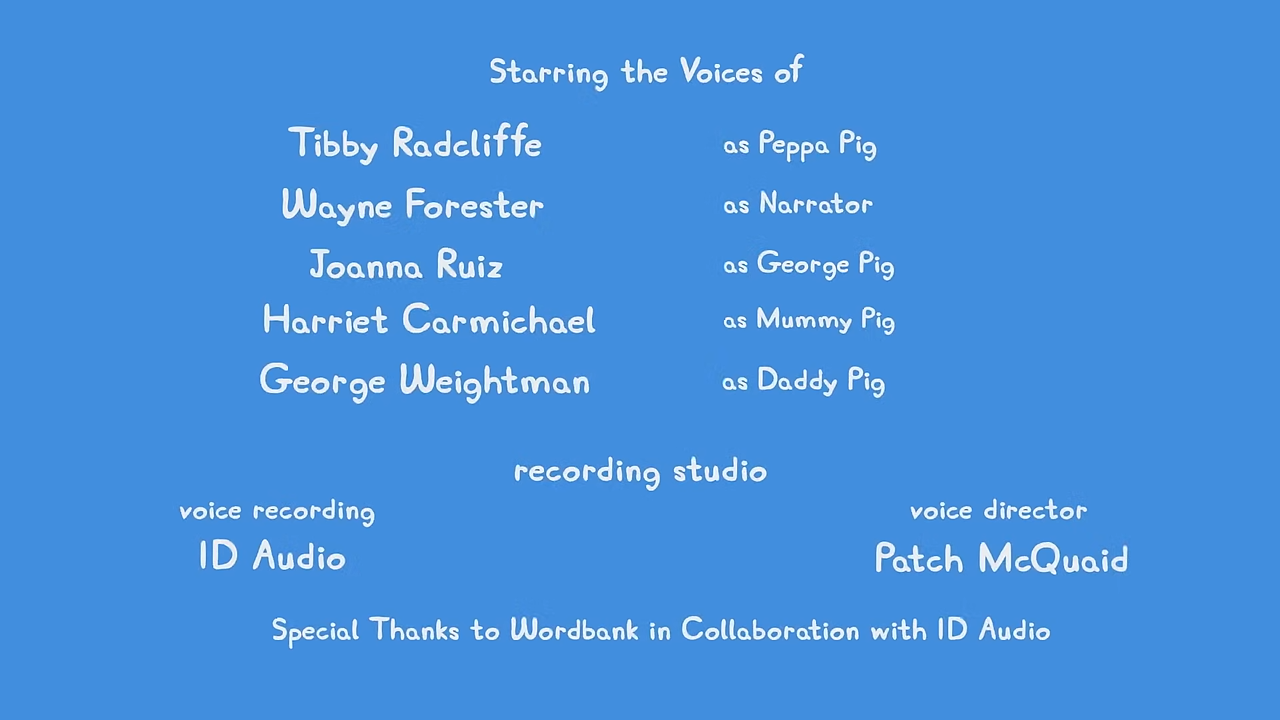 Starring the Voices of
Tibby Radcliffe as Peppa Pig
Wayne Forester as Narrator
Joanna Ruiz as George Pig
Harriet Carmichael as Mummy Pig
George Weightman as Daddy Pig
recording studio
voice recording
ID Audio
voice director
Patch McQuaid
Special Thanks to Wordbank in Collaboration with ID Audio